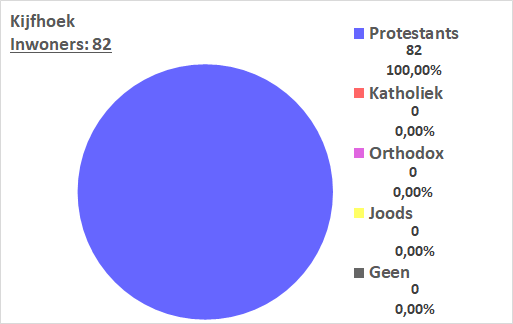 Kijfhoek
Inwoners: 82
Protestants
82
100,00%
Katholiek
0
0,00%
Orthodox
0
0,00%
Joods
0
0,00%
Geen
0
0,00%